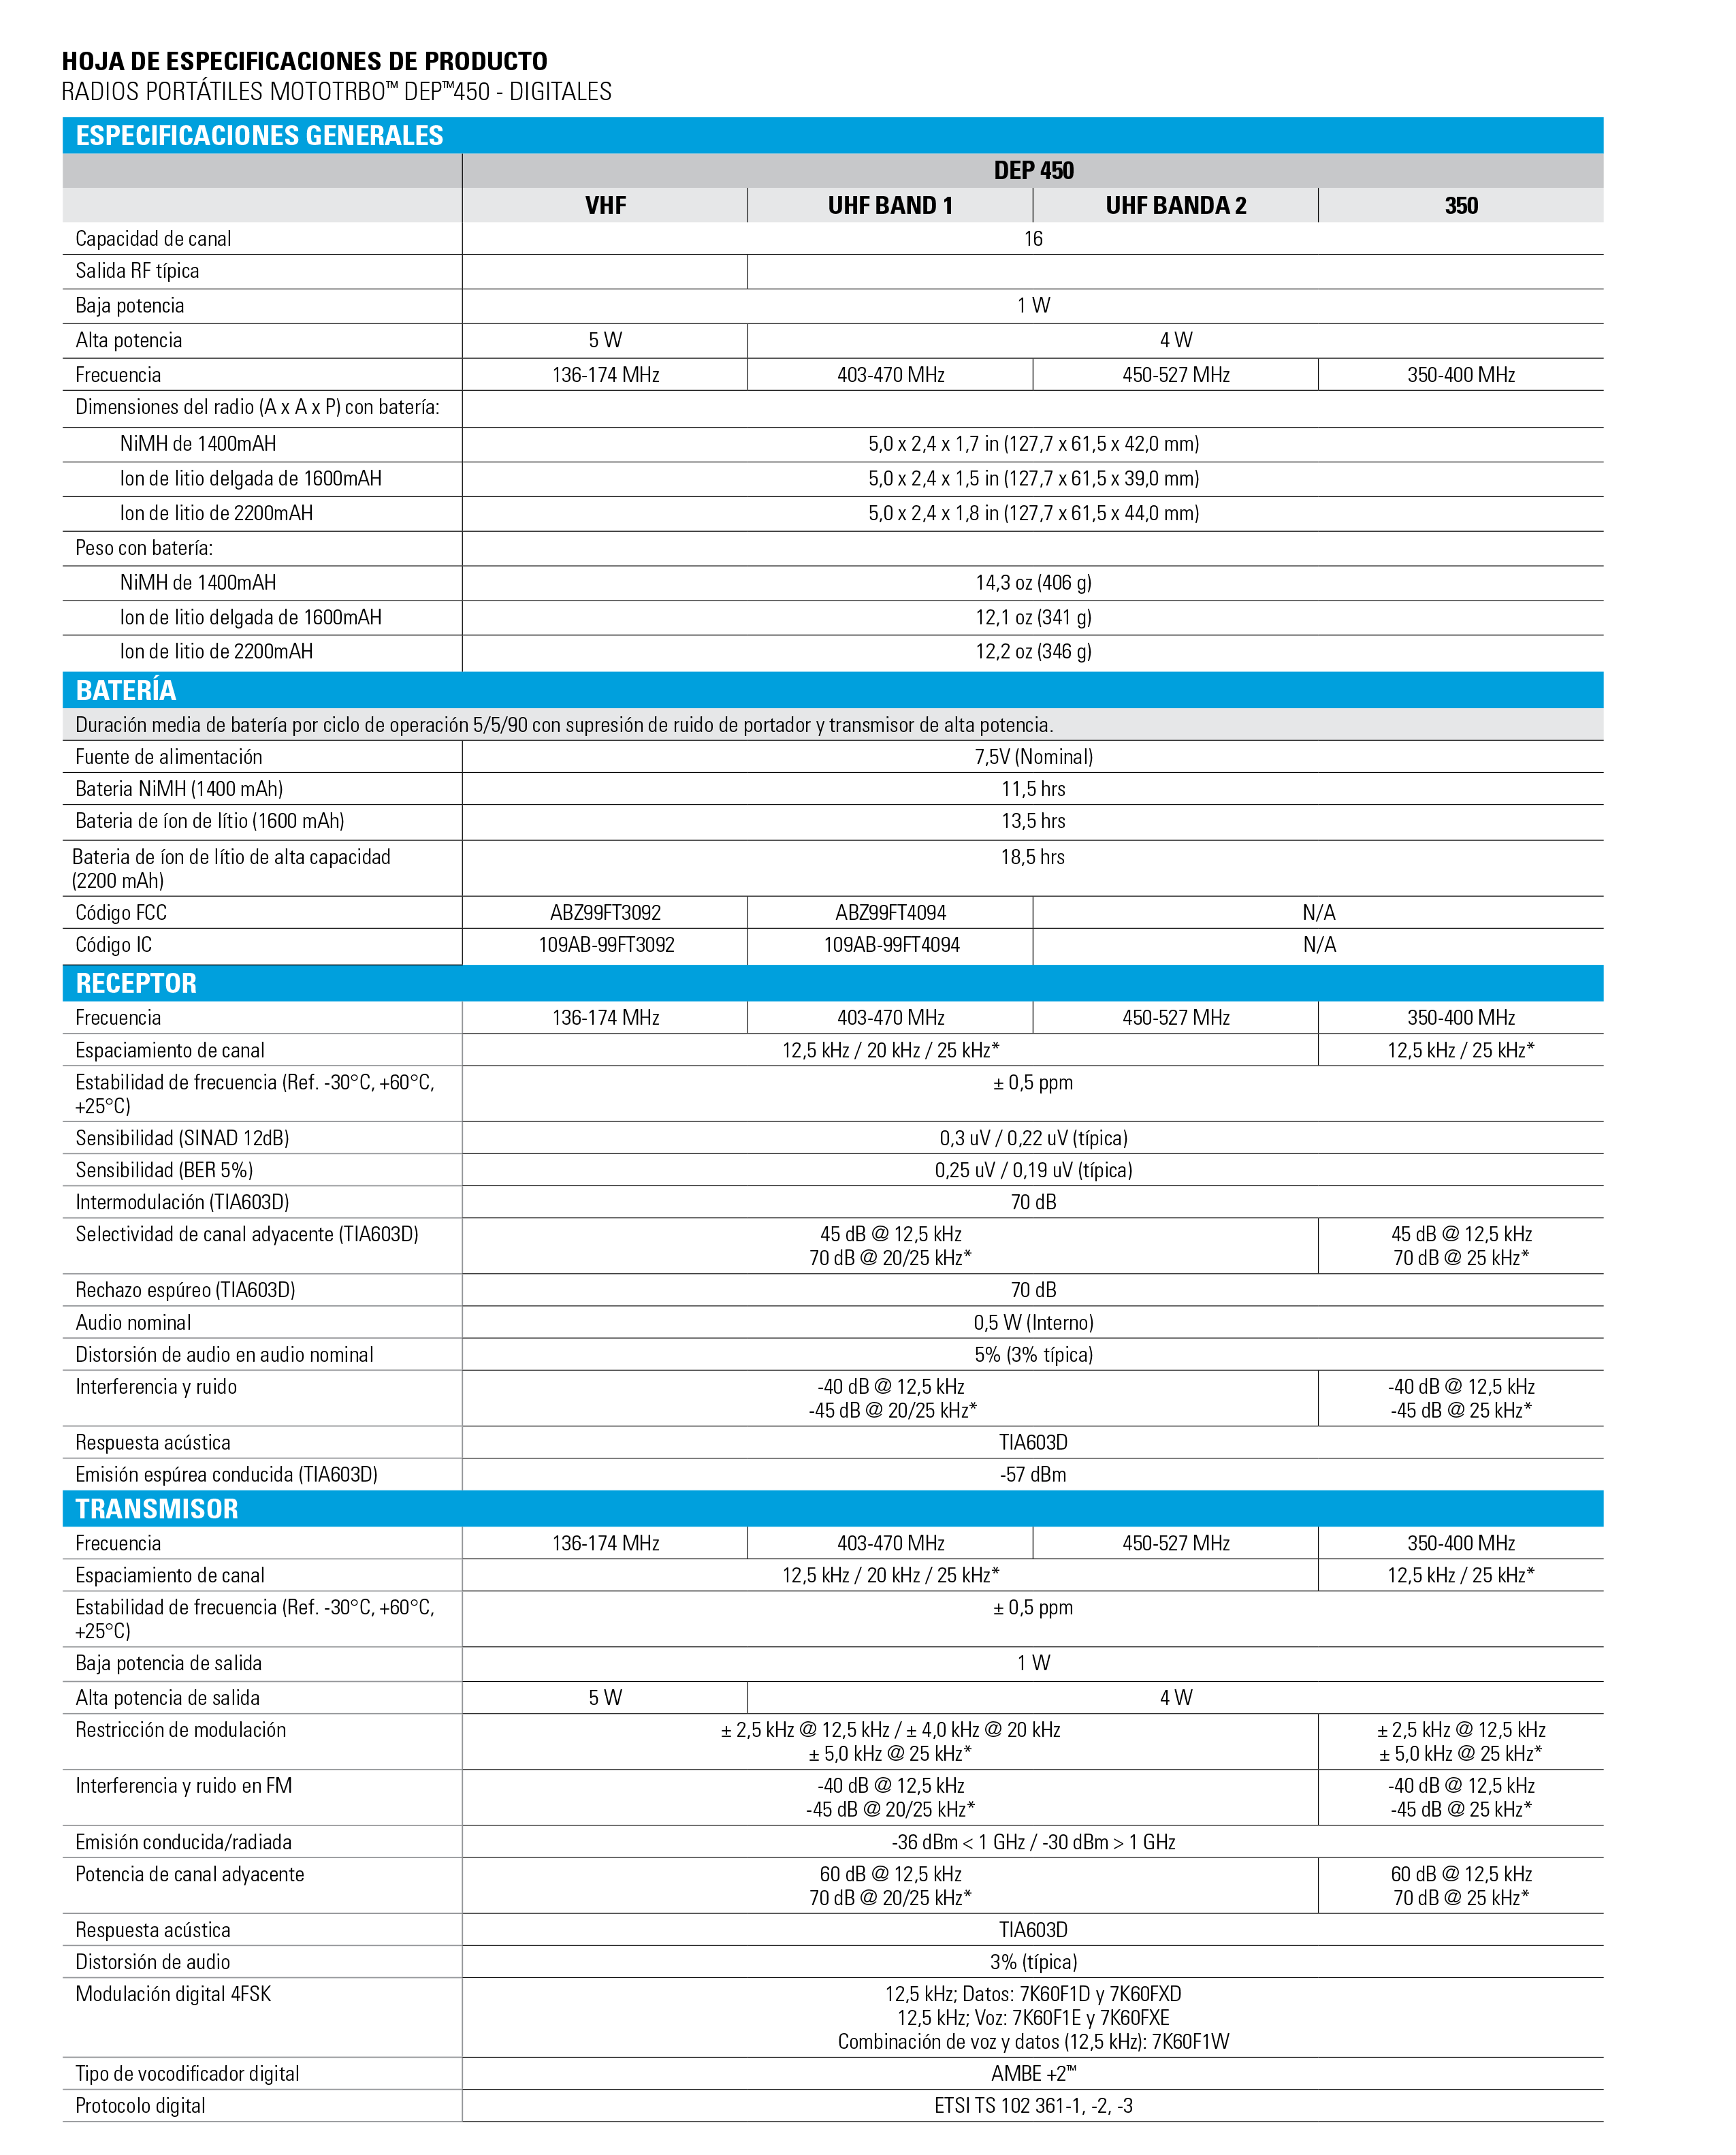 HOJA DE ESPECIFICACIONES DE PRODUCTO
RADIOS PORTÁTILES MOTOTRBO™ DEP™450 - DIGITALES
ESPECIFICACIONES GENERALES
DEP 450
VHF UHF BAND 1 UHF BANDA 2 350
Capacidad de canal 16
Salida RF típica
Baja potencia 1 W
Alta potencia 5 W 4 W
Frecuencia 136-174 MHz 403-470 MHz 450-527 MHz 350-400 MHz
Dimensiones del radio (A x A x P) con batería:
NiMH de 1400mAH 5,0 x 2,4 x 1,7 in (127,7 x 61,5 x 42,0 mm)
Ion de litio delgada de 1600mAH 5,0 x 2,4 x 1,5 in (127,7 x 61,5 x 39,0 mm)
Ion de litio de 2200mAH 5,0 x 2,4 x 1,8 in (127,7 x 61,5 x 44,0 mm)
Peso con batería:
NiMH de 1400mAH 14,3 oz (406 g)
Ion de litio delgada de 1600mAH 12,1 oz (341 g)
Ion de litio de 2200mAH 12,2 oz (346 g)
BATERÍA
Duración media de batería por ciclo de operación 5/5/90 con supresión de ruido de portador y transmisor de alta potencia.
Fuente de alimentación 7,5V (Nominal)
Bateria NiMH (1400 mAh) 11,5 hrs
Bateria de íon de lítio (1600 mAh) 13,5 hrs
Bateria de íon de lítio de alta capacidad 18,5 hrs
(2200 mAh)
Código FCC ABZ99FT3092 ABZ99FT4094 N/A
Código IC 109AB-99FT3092 109AB-99FT4094 N/A
RECEPTOR
Frecuencia 136-174 MHz 403-470 MHz 450-527 MHz 350-400 MHz
Espaciamiento de canal 12,5 kHz / 20 kHz / 25 kHz* 12,5 kHz / 25 kHz*
Estabilidad de frecuencia (Ref. -30°C, +60°C, ± 0,5 ppm
+25°C)
Sensibilidad (SINAD 12dB) 0,3 uV / 0,22 uV (típica)
Sensibilidad (BER 5%) 0,25 uV / 0,19 uV (típica)
Intermodulación (TIA603D) 70 dB
Selectividad de canal adyacente (TIA603D) 45 dB @ 12,5 kHz 45 dB @ 12,5 kHz
70 dB @ 20/25 kHz* 70 dB @ 25 kHz*
Rechazo espúreo (TIA603D) 70 dB
Audio nominal 0,5 W (Interno)
Distorsión de audio en audio nominal 5% (3% típica)
Interferencia y ruido -40 dB @ 12,5 kHz -40 dB @ 12,5 kHz
-45 dB @ 20/25 kHz* -45 dB @ 25 kHz*
Respuesta acústica TIA603D
Emisión espúrea conducida (TIA603D) -57 dBm
TRANSMISOR
Frecuencia 136-174 MHz 403-470 MHz 450-527 MHz 350-400 MHz
Espaciamiento de canal 12,5 kHz / 20 kHz / 25 kHz* 12,5 kHz / 25 kHz*
Estabilidad de frecuencia (Ref. -30°C, +60°C, ± 0,5 ppm
+25°C)
Baja potencia de salida 1 W
Alta potencia de salida 5 W 4 W
Restricción de modulación ± 2,5 kHz @ 12,5 kHz / ± 4,0 kHz @ 20 kHz ± 2,5 kHz @ 12,5 kHz
± 5,0 kHz @ 25 kHz* ± 5,0 kHz @ 25 kHz*
Interferencia y ruido en FM -40 dB @ 12,5 kHz -40 dB @ 12,5 kHz
-45 dB @ 20/25 kHz* -45 dB @ 25 kHz*
Emisión conducida/radiada -36 dBm < 1 GHz / -30 dBm > 1 GHz
Potencia de canal adyacente 60 dB @ 12,5 kHz 60 dB @ 12,5 kHz
70 dB @ 20/25 kHz* 70 dB @ 25 kHz*
Respuesta acústica TIA603D
Distorsión de audio 3% (típica)
Modulación digital 4FSK 12,5 kHz; Datos: 7K60F1D y 7K60FXD
12,5 kHz; Voz: 7K60F1E y 7K60FXE
Combinación de voz y datos (12,5 kHz): 7K60F1W
Tipo de vocodificador digital AMBE +2™
Protocolo digital ETSI TS 102 361-1, -2, -3